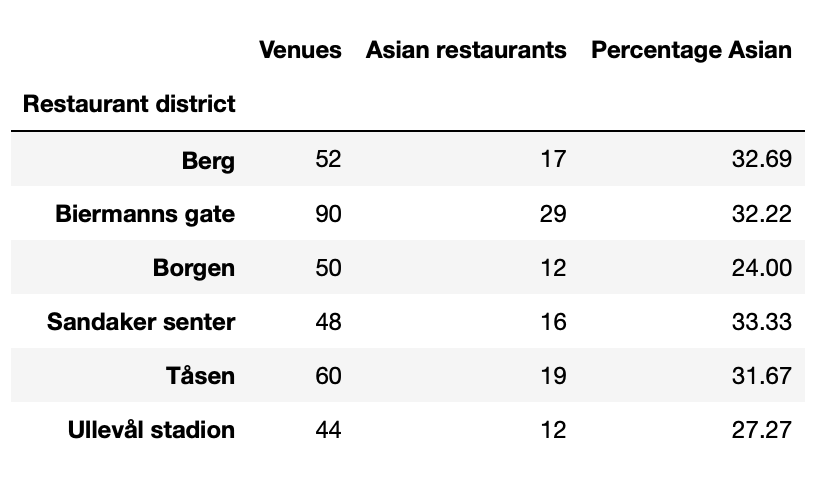 Venues Asian restaurants Percentage Asian
Restaurant district
Berg 52 17 32.69
Biermanns gate 90 29 32.22
Borgen 50 12 24.00
Sandaker senter 48 16 33.33
Tåsen 60 19 31.67
Ullevål stadion 44 12 27.27